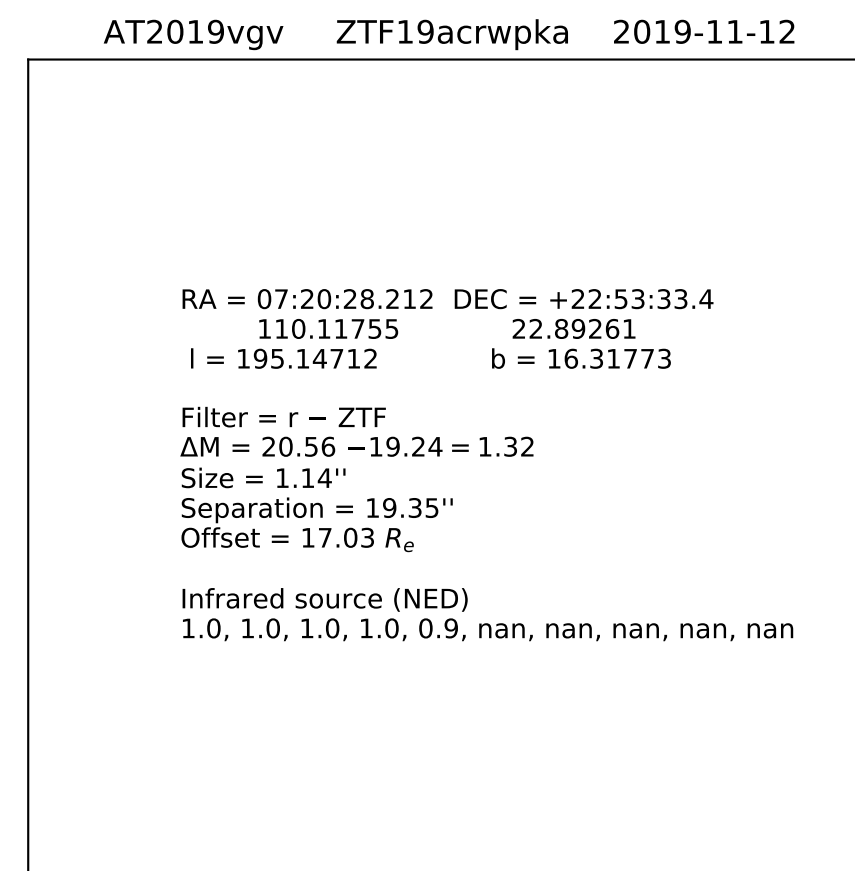 AT2019vgv ZTF19acrwpka 2019-11-12
RA = 07:20:28.212 DEC = +22:53:33.4
110.11755 22.89261
l = 195.14712 b = 16.31773
Filter = r − ZTF
ΔM = 20.56 −19.24 = 1.32
Size = 1.14''
Separation = 19.35''
Offset = 17.03 Rₑ
Infrared source (NED)
1.0, 1.0, 1.0, 1.0, 0.9, nan, nan, nan, nan, nan